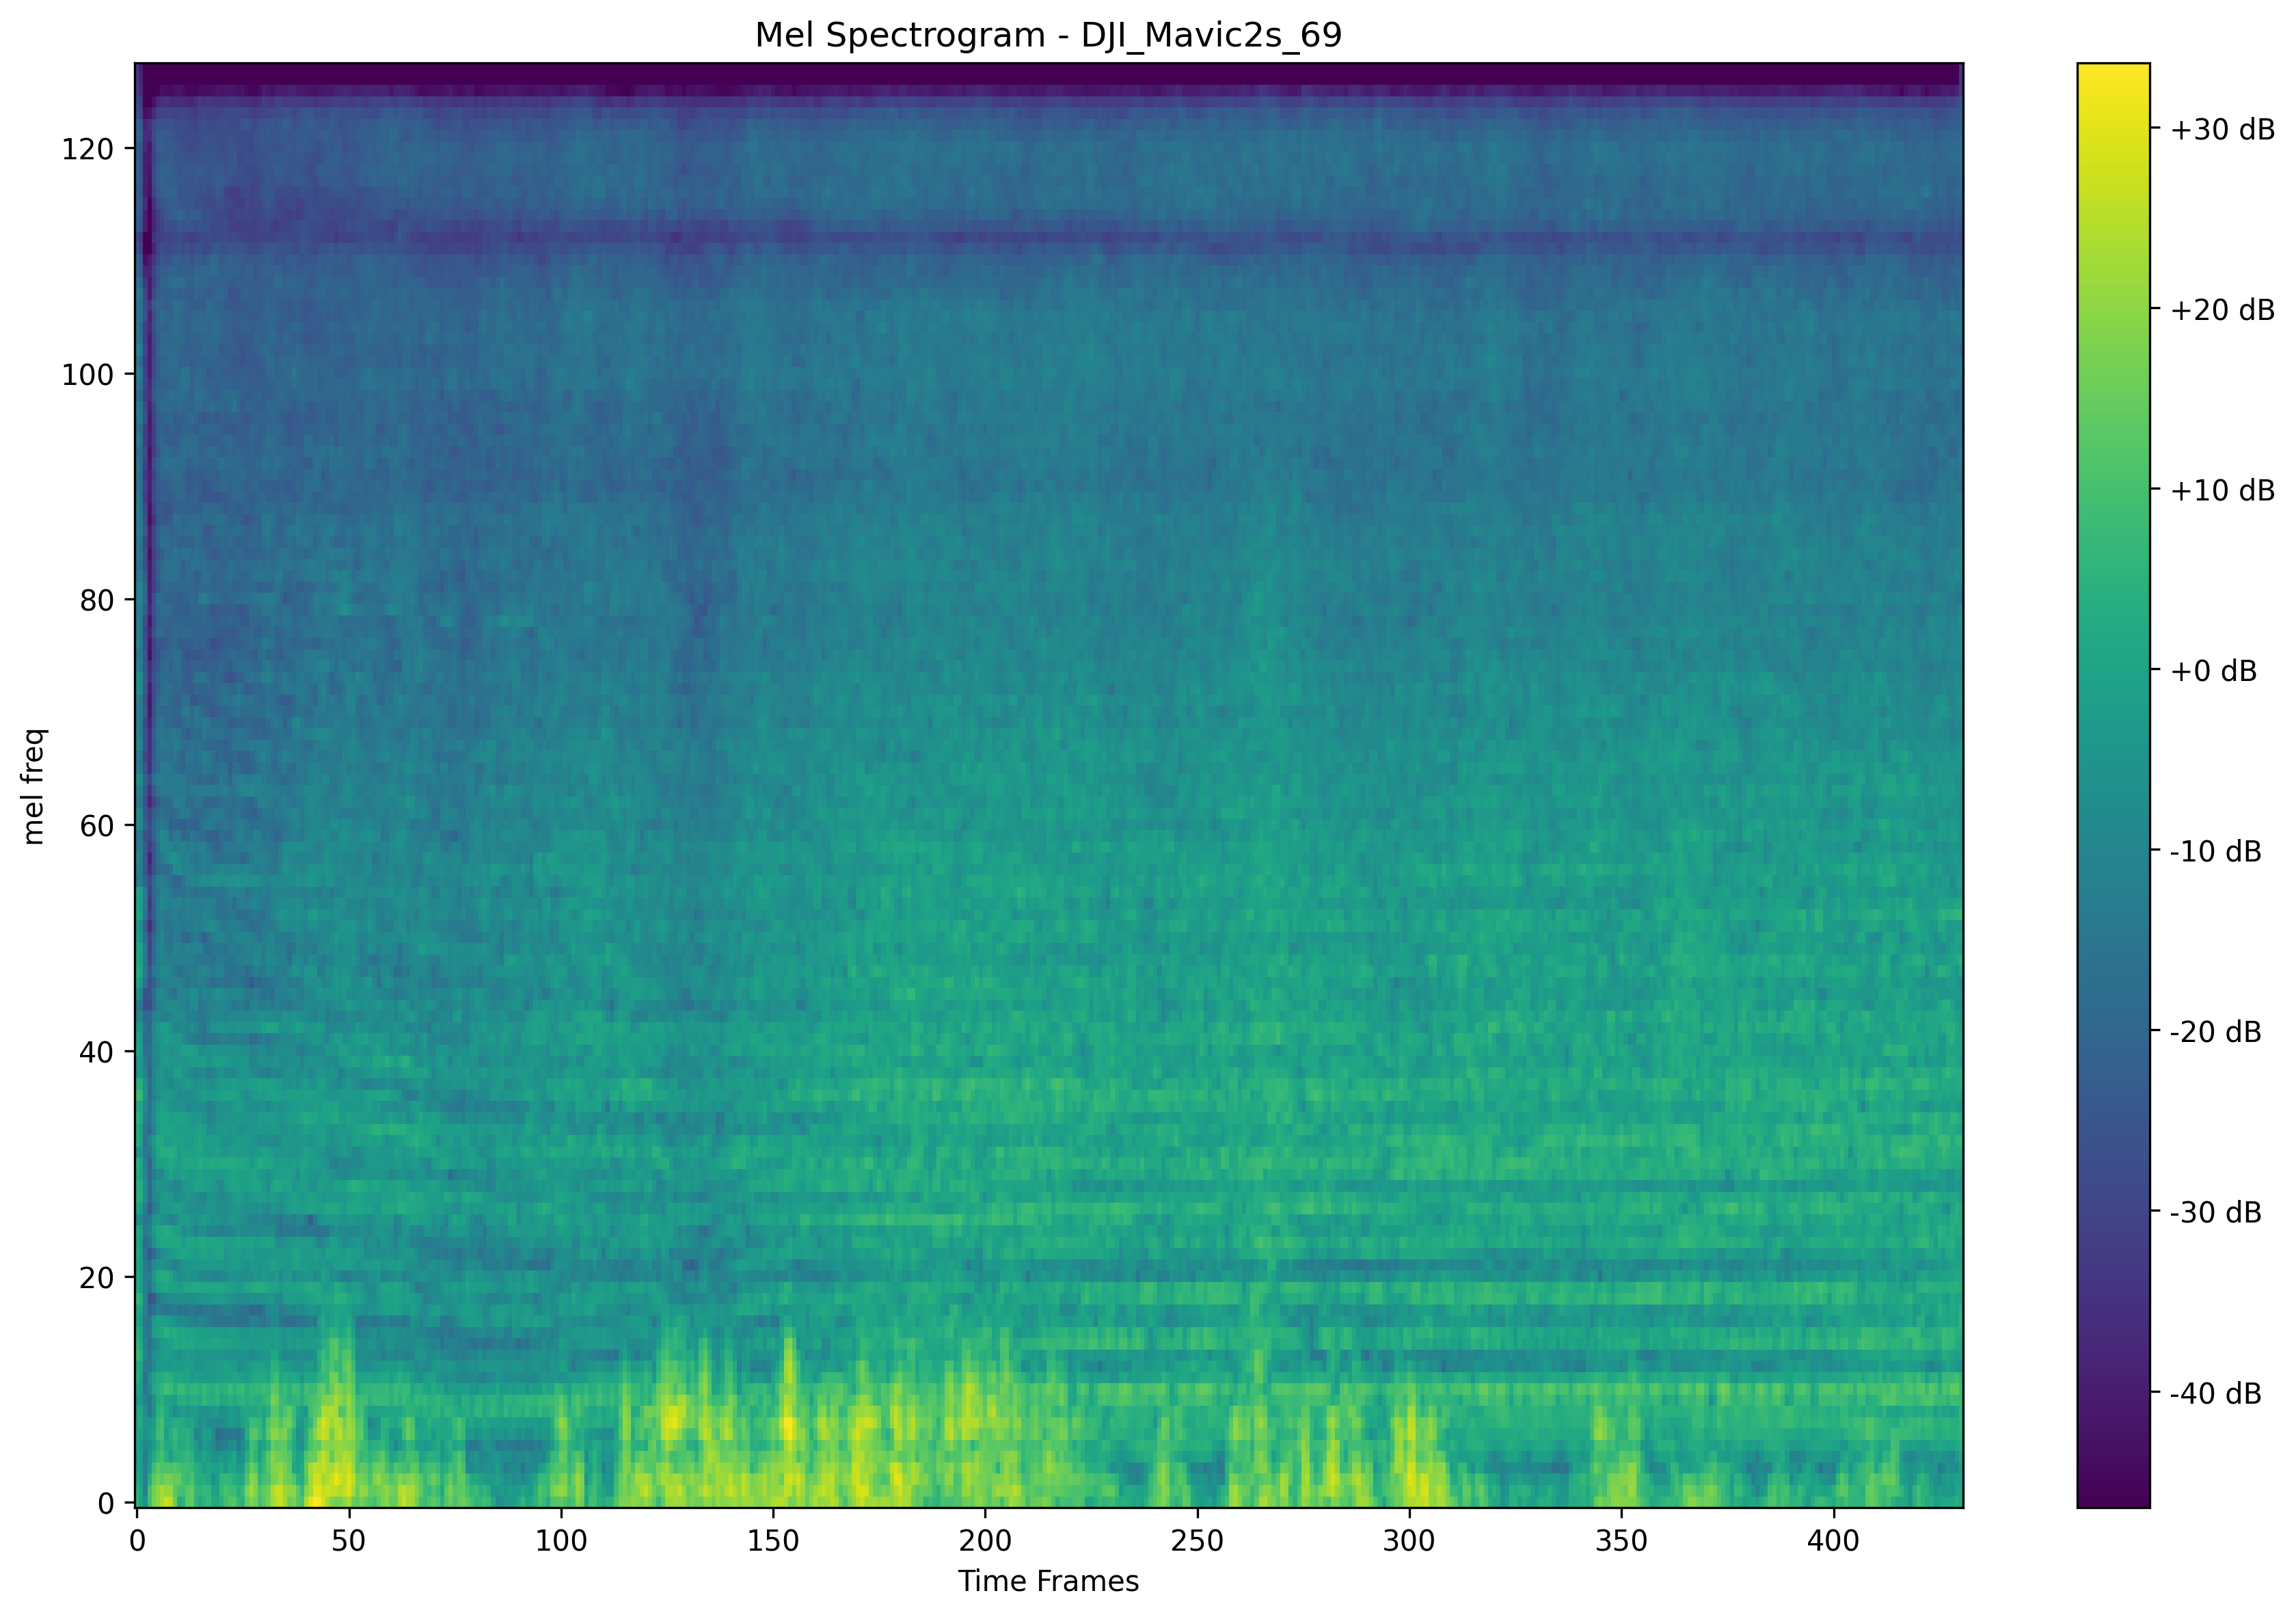 Mel Spectrogram - DJI_Mavic2s_69
mel freq
120
100
80
60
40
20
0
0 50 100 150 200 250 300 350 400
Time Frames
+30 dB
+20 dB
+10 dB
+0 dB
-10 dB
-20 dB
-30 dB
-40 dB